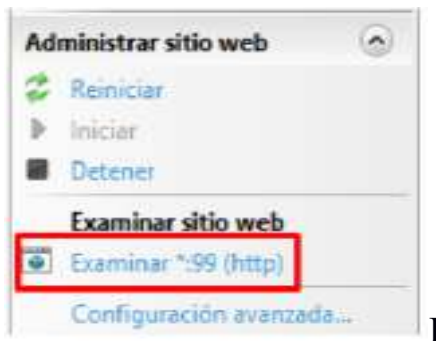 Administrar sitio web
Reiniciar
Iniciar
Detener
Examinar sitio web
Examinar *:99 (http)
Configuración avanzada...